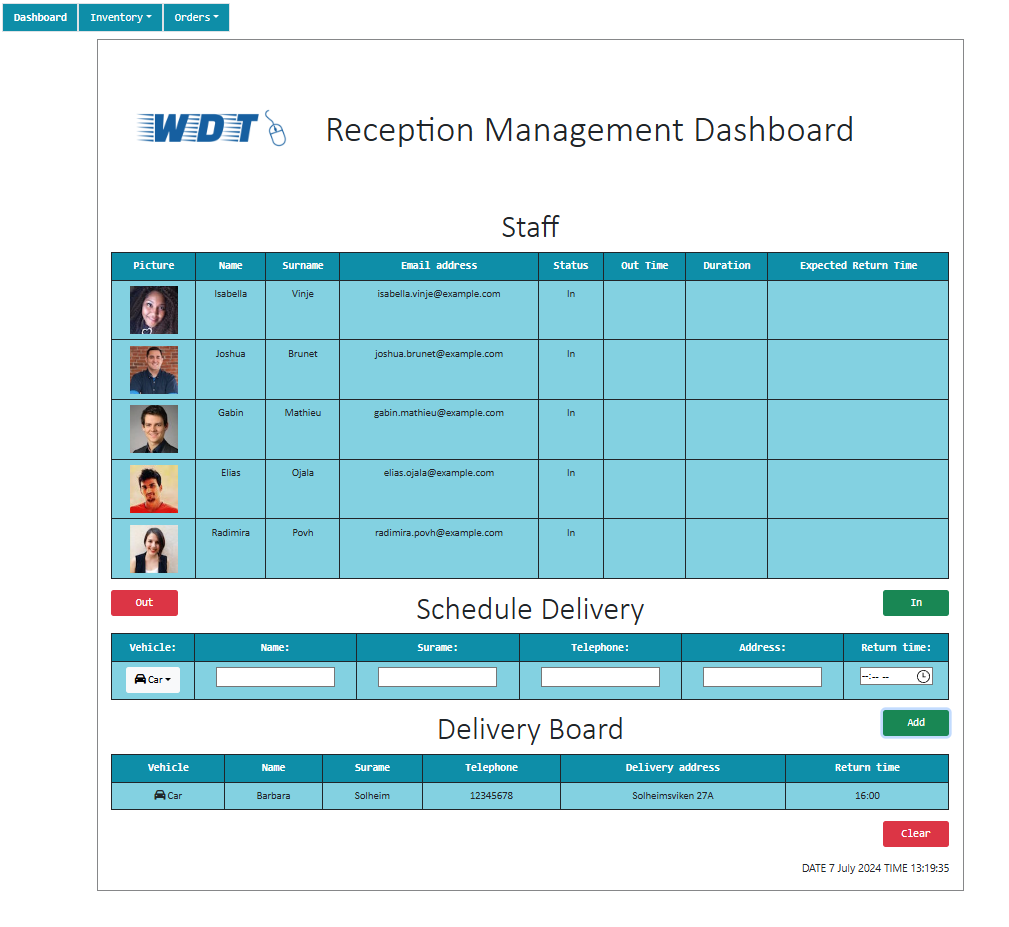 Dashboard Inventory Orders
WDT Reception Management Dashboard
Staff
Picture Name Surname Email address Status Out Time Duration Expected Return Time
Isabella Vinje isabella.vinje@example.com In
Joshua Brunet joshua.brunet@example.com In
Gabin Mathieu gabin.mathieu@example.com In
Elias Ojala elias.ojala@example.com In
Radimira Povh radimira.povh@example.com In
Out Schedule Delivery In
Vehicle: Name: Surame: Telephone: Address: Return time:
Car --:-- --
Delivery Board Add
Vehicle Name Surame Telephone Delivery address Return time
Car Barbara Solheim 12345678 Solheimsviken 27A 16:00
Clear
DATE 7 July 2024 TIME 13:19:35